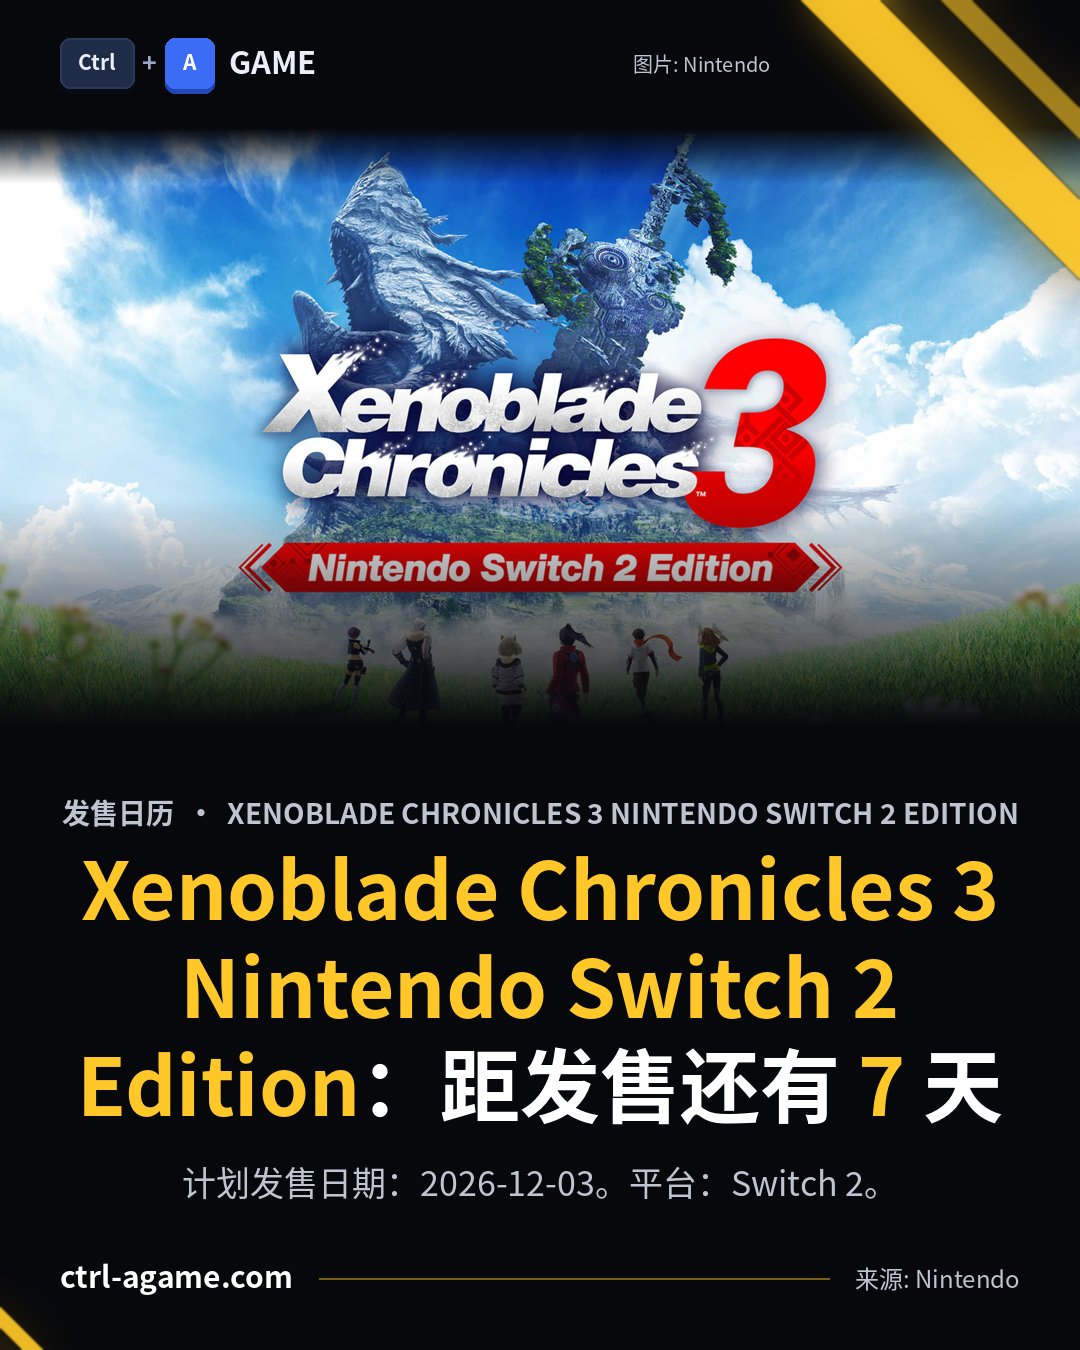 Ctrl + A GAME
图片: Nintendo
Xenoblade
Chronicles 3
™
Nintendo Switch 2 Edition
发售日历 · XENOBLADE CHRONICLES 3 NINTENDO SWITCH 2 EDITION
Xenoblade Chronicles 3
Nintendo Switch 2
Edition：距发售还有 7 天
计划发售日期：2026-12-03。平台：Switch 2。
ctrl-agame.com
来源: Nintendo